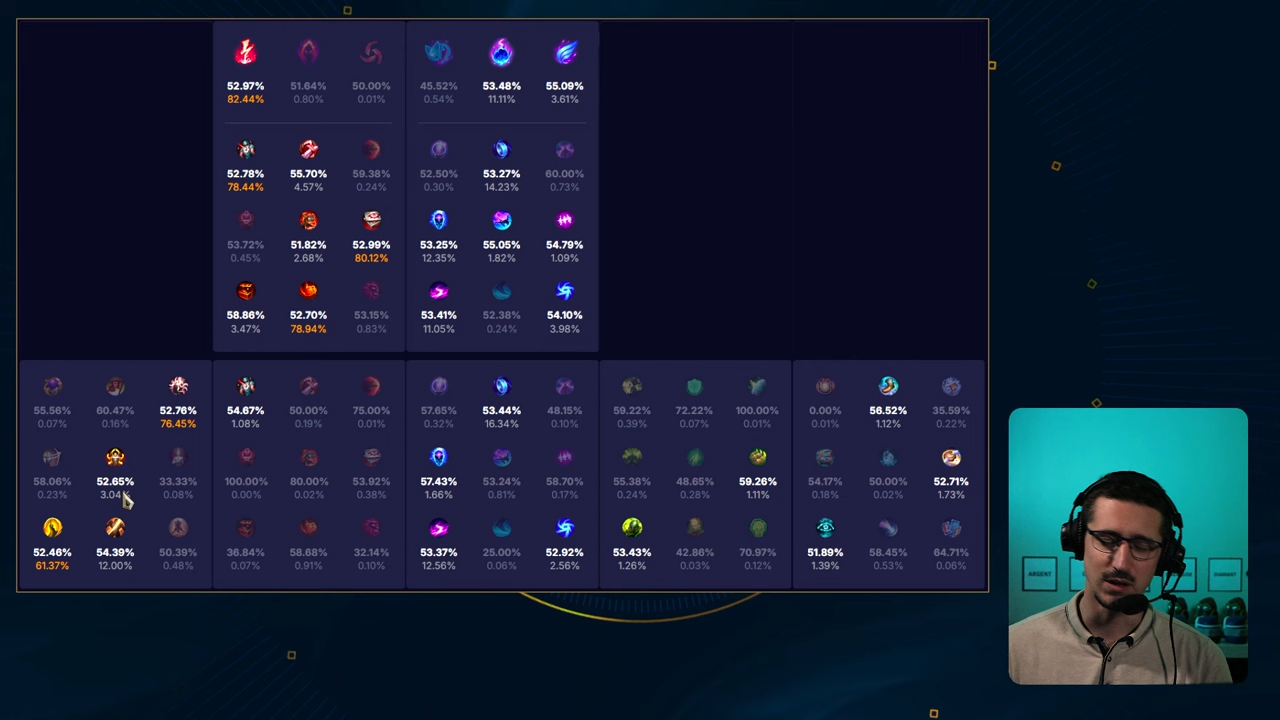 52.97% 51.64% 50.00% 45.52% 53.48% 55.09%
82.44% 0.80% 0.01% 0.54% 11.11% 3.61%
52.78% 55.70% 59.38% 52.50% 53.27% 60.00%
78.44% 4.57% 0.24% 0.30% 14.23% 0.73%
53.72% 51.82% 52.99% 53.25% 55.05% 54.79%
0.45% 2.68% 80.12% 12.35% 1.82% 1.09%
58.86% 52.70% 53.15% 53.41% 52.38% 54.10%
3.47% 78.94% 0.83% 11.05% 0.24% 3.98%
55.56% 60.47% 52.76% 54.67% 50.00% 75.00% 57.65% 53.44% 48.15% 59.22% 72.22% 100.00% 0.00% 56.52% 35.59%
0.07% 0.16% 76.45% 1.08% 0.19% 0.01% 0.32% 16.34% 0.10% 0.39% 0.07% 0.01% 0.01% 1.12% 0.22%
58.06% 52.65% 33.33% 100.00% 80.00% 53.92% 57.43% 53.24% 58.70% 55.38% 48.65% 59.26% 54.17% 50.00% 52.71%
0.23% 3.04% 0.08% 0.00% 0.02% 0.38% 1.66% 0.81% 0.17% 0.24% 0.28% 1.11% 0.18% 0.02% 1.73%
52.46% 54.39% 50.39% 36.84% 58.68% 32.14% 53.37% 25.00% 52.92% 53.43% 42.86% 70.97% 51.89% 58.45% 64.71%
61.37% 12.00% 0.48% 0.07% 0.91% 0.10% 12.56% 0.06% 2.56% 1.26% 0.03% 0.12% 1.39% 0.53% 0.06%
ARGENT